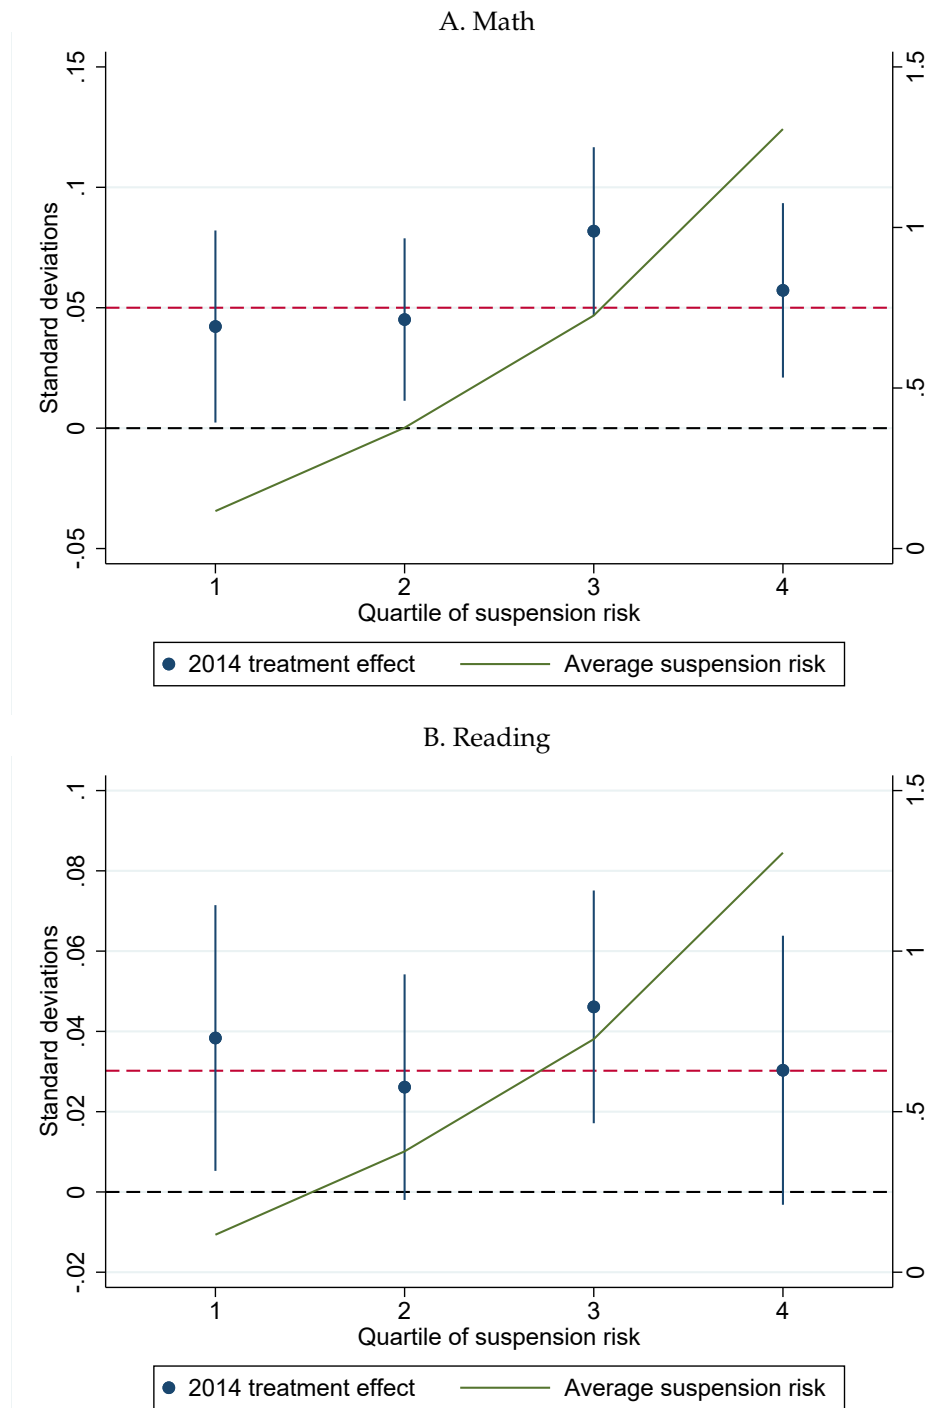 A. Math
.15
.1
.05
0
-.05
Standard deviations
1.5
1
.5
0
1 2 3 4
Quartile of suspension risk
2014 treatment effect Average suspension risk
B. Reading
.1
.08
.06
.04
.02
0
-.02
Standard deviations
1.5
1
.5
0
1 2 3 4
Quartile of suspension risk
2014 treatment effect Average suspension risk